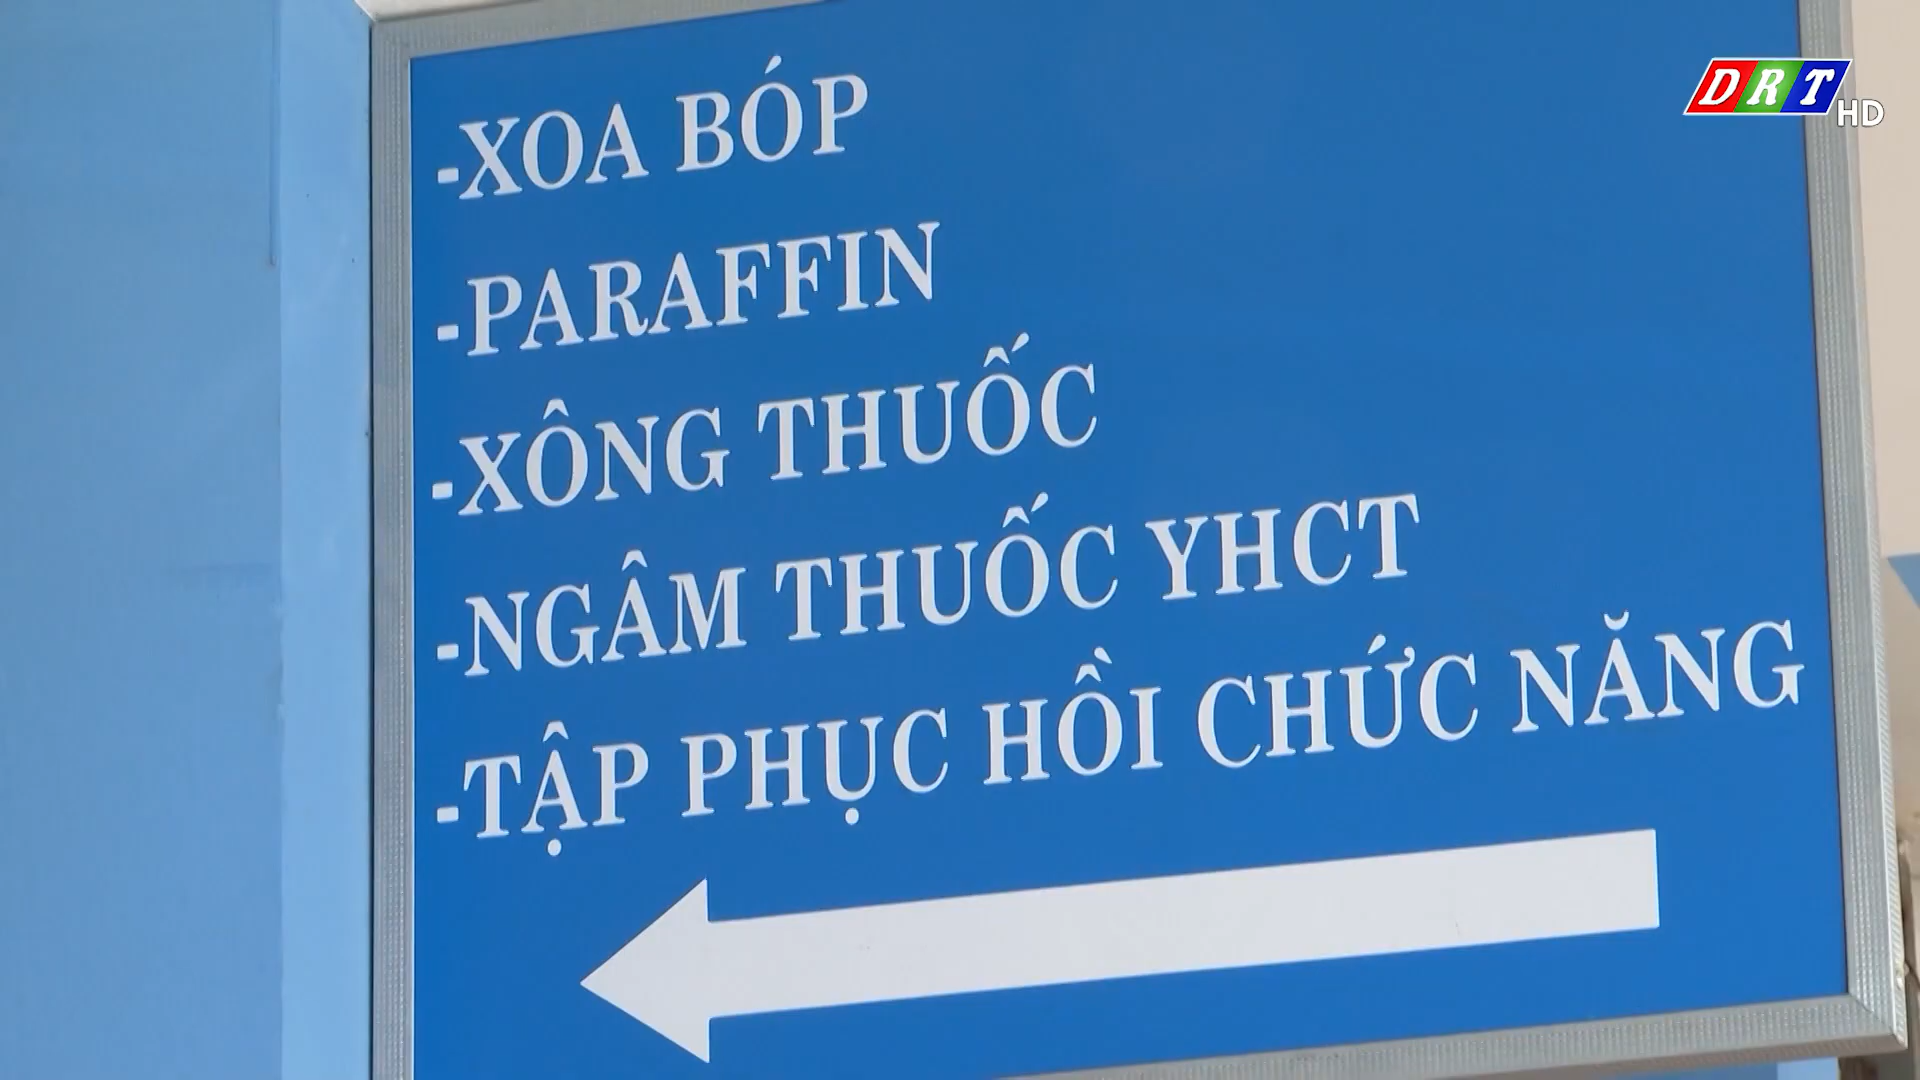 -XOA BÓP
-PARAFFIN
-XÔNG THUỐC
-NGÂM THUỐC YHCT
-TẬP PHỤC HỒI CHỨC NĂNG
DRT HD